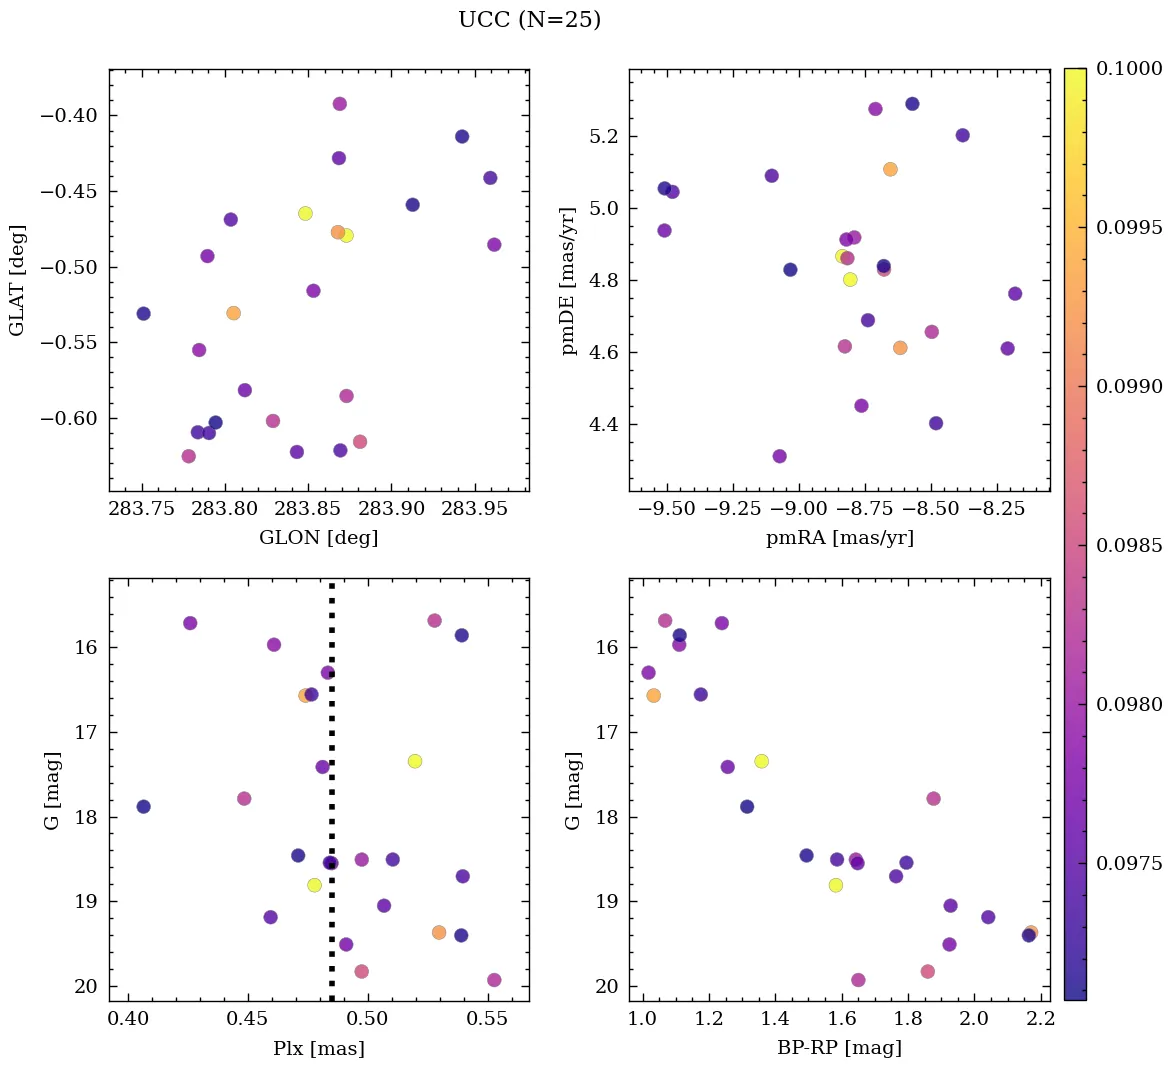 UCC (N=25)
−0.40
−0.45
−0.50
−0.55
−0.60
GLAT [deg]
283.75 283.80 283.85 283.90 283.95
GLON [deg]
5.2
5.0
4.8
4.6
4.4
pmDE [mas/yr]
−9.50 −9.25 −9.00 −8.75 −8.50 −8.25
pmRA [mas/yr]
16
17
18
19
20
G [mag]
0.40 0.45 0.50 0.55
Plx [mas]
16
17
18
19
20
G [mag]
1.0 1.2 1.4 1.6 1.8 2.0 2.2
BP-RP [mag]
0.1000
0.0995
0.0990
0.0985
0.0980
0.0975